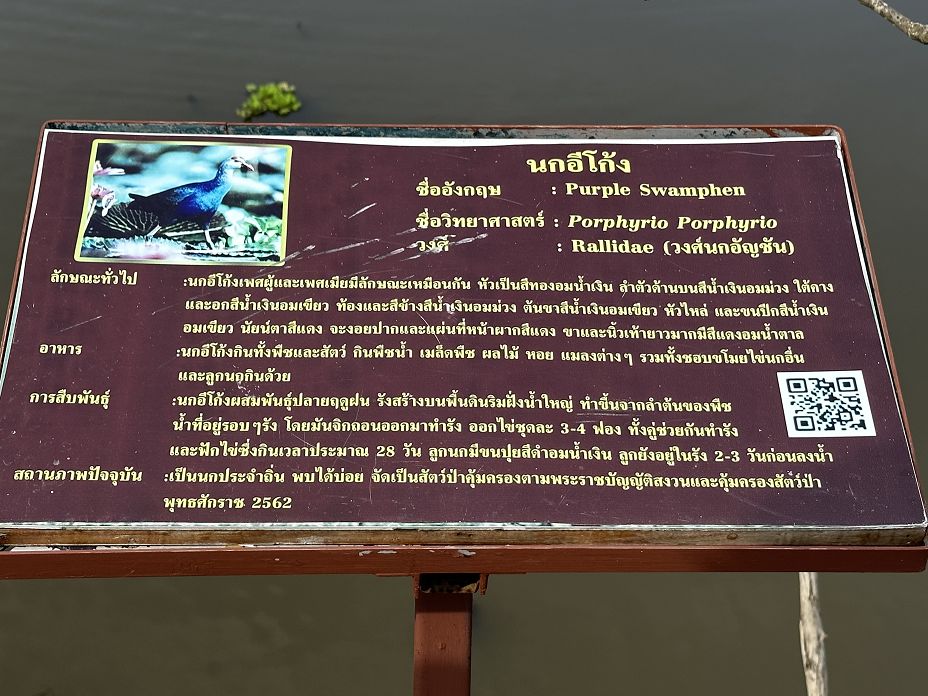 นกอีโก้ง
ชื่ออังกฤษ : Purple Swamphen
ชื่อวิทยาศาสตร์ : Porphyrio Porphyrio
วงศ์ : Rallidae (วงศ์นกอัญชัน)
ลักษณะทั่วไป :นกอีโก้งเพศผู้และเพศเมียมีลักษณะเหมือนกัน หัวเป็นสีทองอมน้ำเงิน ลำตัวด้านบนสีน้ำเงินอมม่วง ใต้คาง
และอกสีน้ำเงินอมเขียว ท้องและสีข้างสีน้ำเงินอมม่วง ต้นขาสีน้ำเงินอมเขียว หัวไหล่ และขนปีกสีน้ำเงิน
อมเขียว นัยน์ตาสีแดง จะงอยปากและแผ่นที่หน้าผากสีแดง ขาและนิ้วเท้ายาวมากมีสีแดงอมน้ำตาล
อาหาร :นกอีโก้งกินทั้งพืชและสัตว์ กินพืชน้ำ เมล็ดพืช ผลไม้ หอย แมลงต่างๆ รวมทั้งชอบขโมยไข่นกอื่น
และลูกนกกินด้วย
การสืบพันธุ์ :นกอีโก้งผสมพันธุ์ปลายฤดูฝน รังสร้างบนพื้นดินริมฝั่งน้ำใหญ่ ทำขึ้นจากลำต้นของพืช
น้ำที่อยู่รอบๆรัง โดยมันจิกถอนออกมาทำรัง ออกไข่ชุดละ 3-4 ฟอง ทั้งคู่ช่วยกันทำรัง
และฟักไข่ซึ่งกินเวลาประมาณ 28 วัน ลูกนกมีขนปุยสีดำอมน้ำเงิน ลูกยังอยู่ในรัง 2-3 วันก่อนลงน้ำ
สถานภาพปัจจุบัน :เป็นนกประจำถิ่น พบได้บ่อย จัดเป็นสัตว์ป่าคุ้มครองตามพระราชบัญญัติสงวนและคุ้มครองสัตว์ป่า
พุทธศักราช 2562